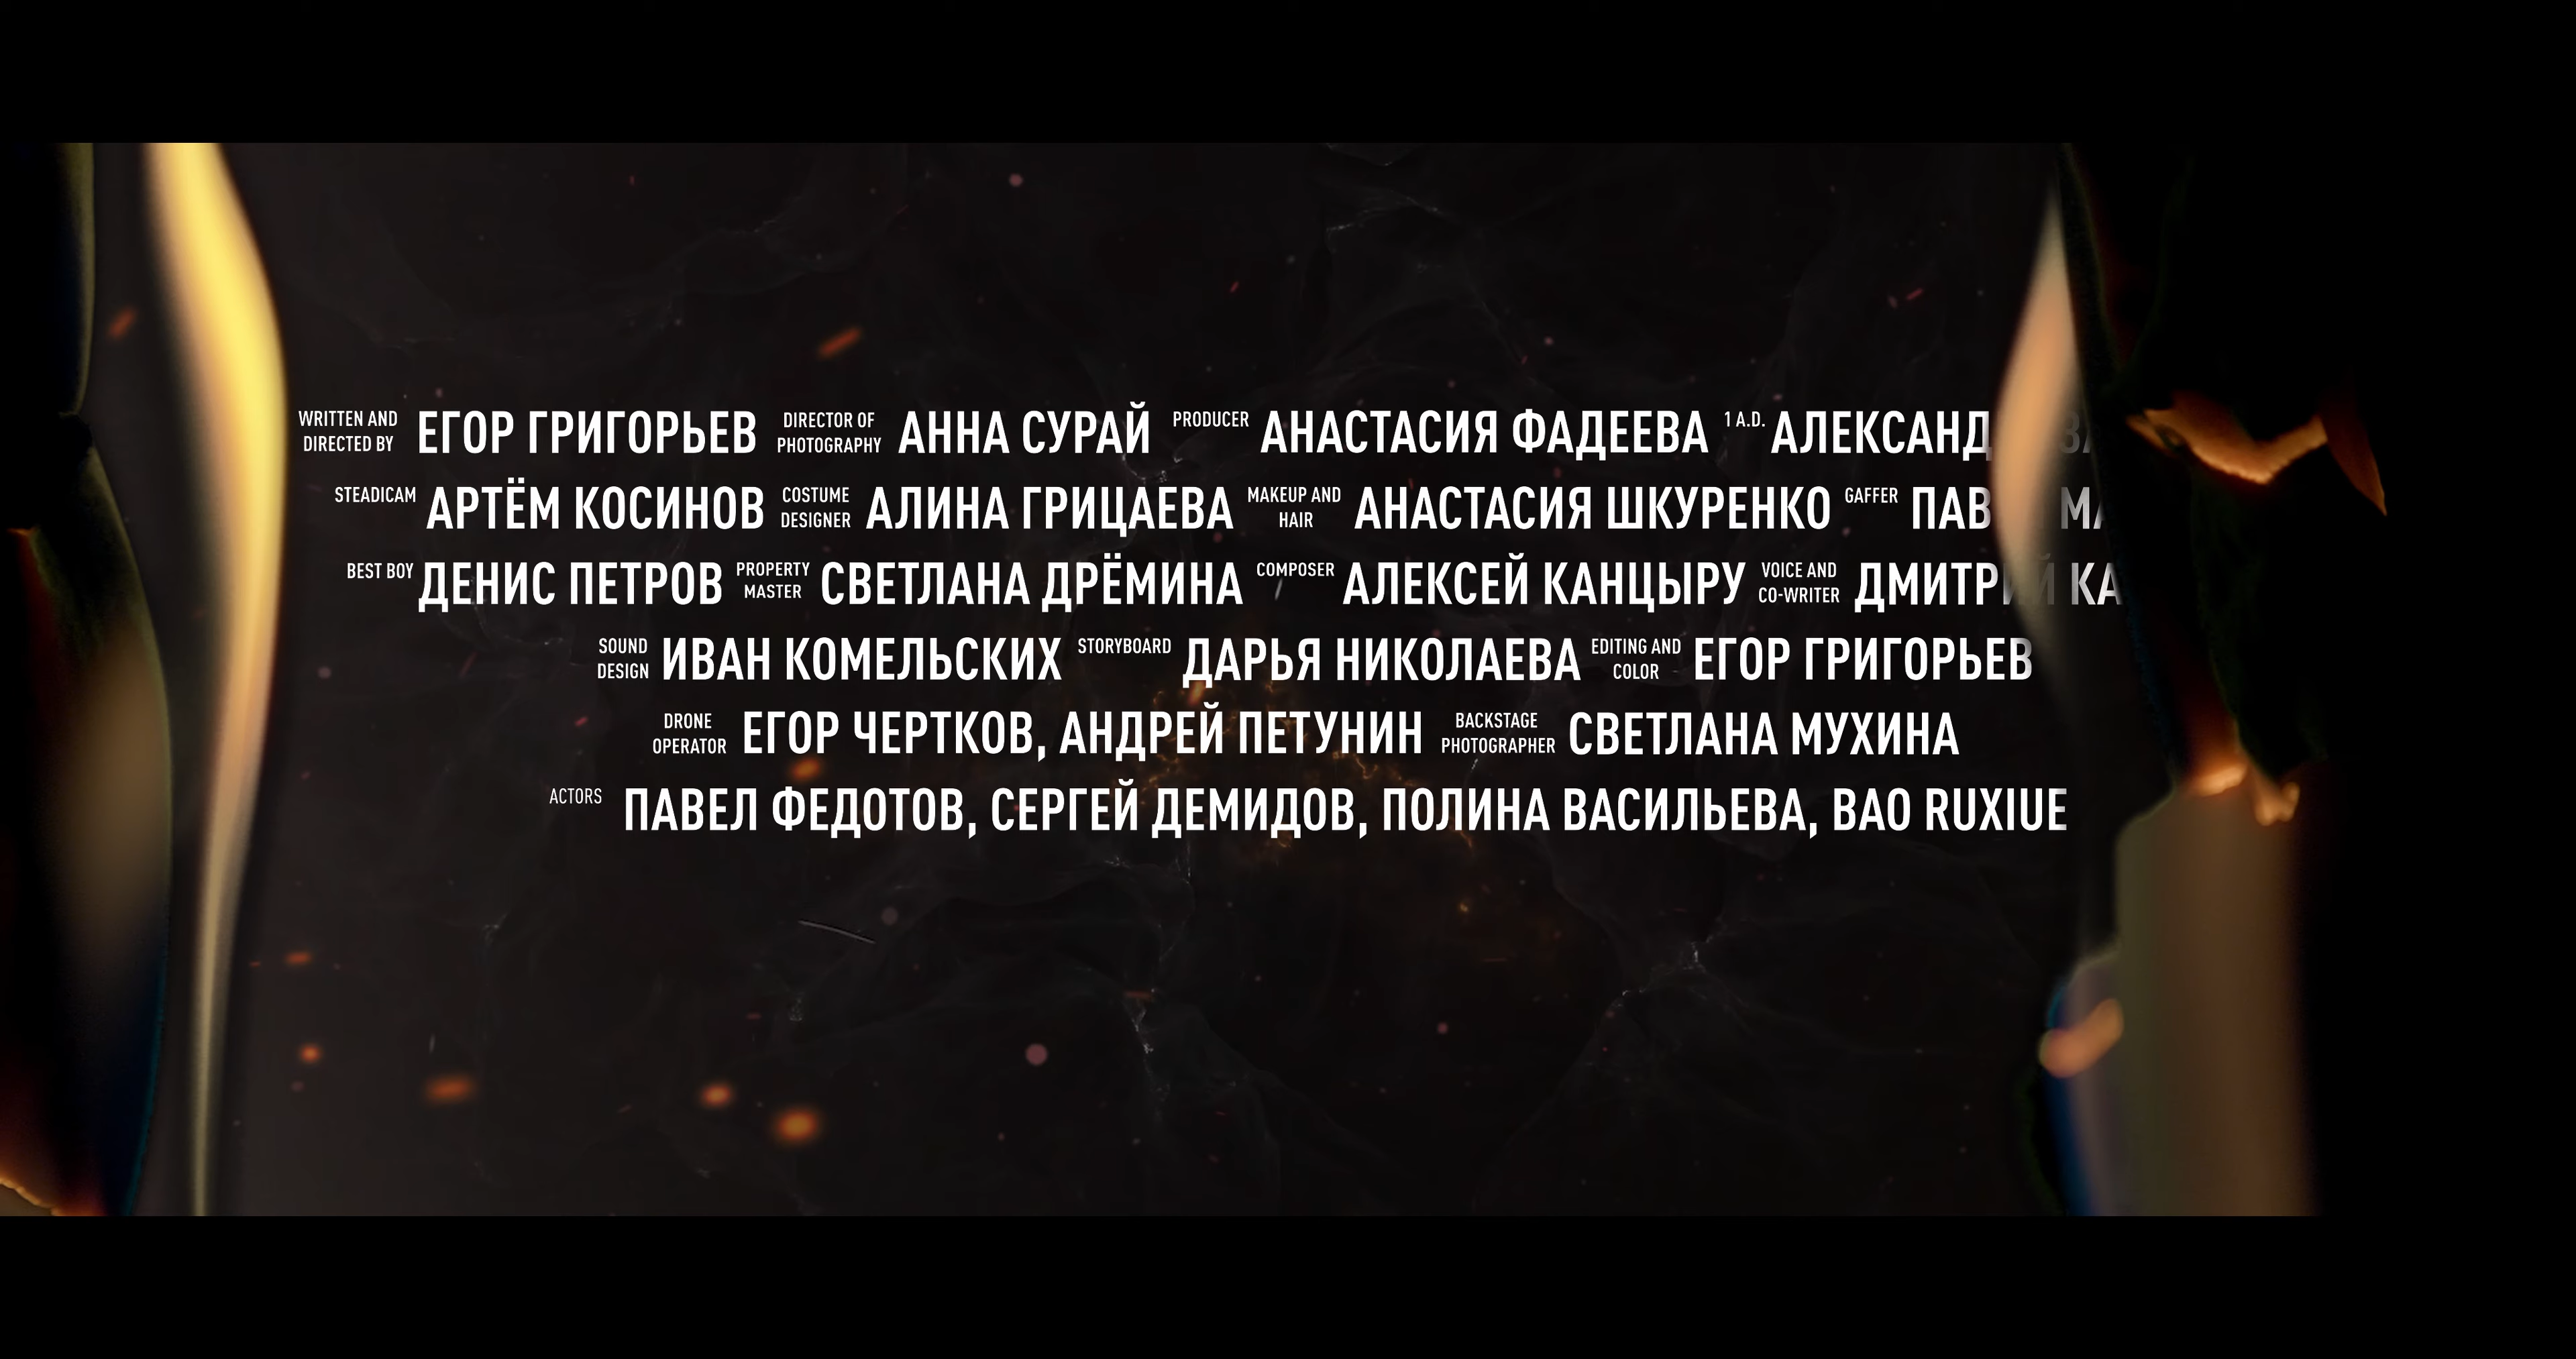 WRITTEN AND DIRECTED BY ЕГОР ГРИГОРЬЕВ DIRECTOR OF PHOTOGRAPHY АННА СУРАЙ PRODUCER АНАСТАСИЯ ФАДЕЕВА 1 A.D.
STEADICAM АРТЁМ КОСИНОВ COSTUME DESIGNER АЛИНА ГРИЦАЕВА MAKEUP AND HAIR АНАСТАСИЯ ШКУРЕНКО GAFFER
BEST BOY ДЕНИС ПЕТРОВ PROPERTY MASTER СВЕТЛАНА ДРЁМИНА COMPOSER АЛЕКСЕЙ КАНЦЫРУ VOICE AND CO-WRITER ДМИТРИЙ
SOUND DESIGN ИВАН КОМЕЛЬСКИХ STORYBOARD ДАРЬЯ НИКОЛАЕВА EDITING AND COLOR ЕГОР ГРИГОРЬЕВ
DRONE OPERATOR ЕГОР ЧЕРТКОВ, АНДРЕЙ ПЕТУНИН BACKSTAGE PHOTOGRAPHER СВЕТЛАНА МУХИНА
ACTORS ПАВЕЛ ФЕДОТОВ, СЕРГЕЙ ДЕМИДОВ, ПОЛИНА ВАСИЛЬЕВА, BAO RUXIUE